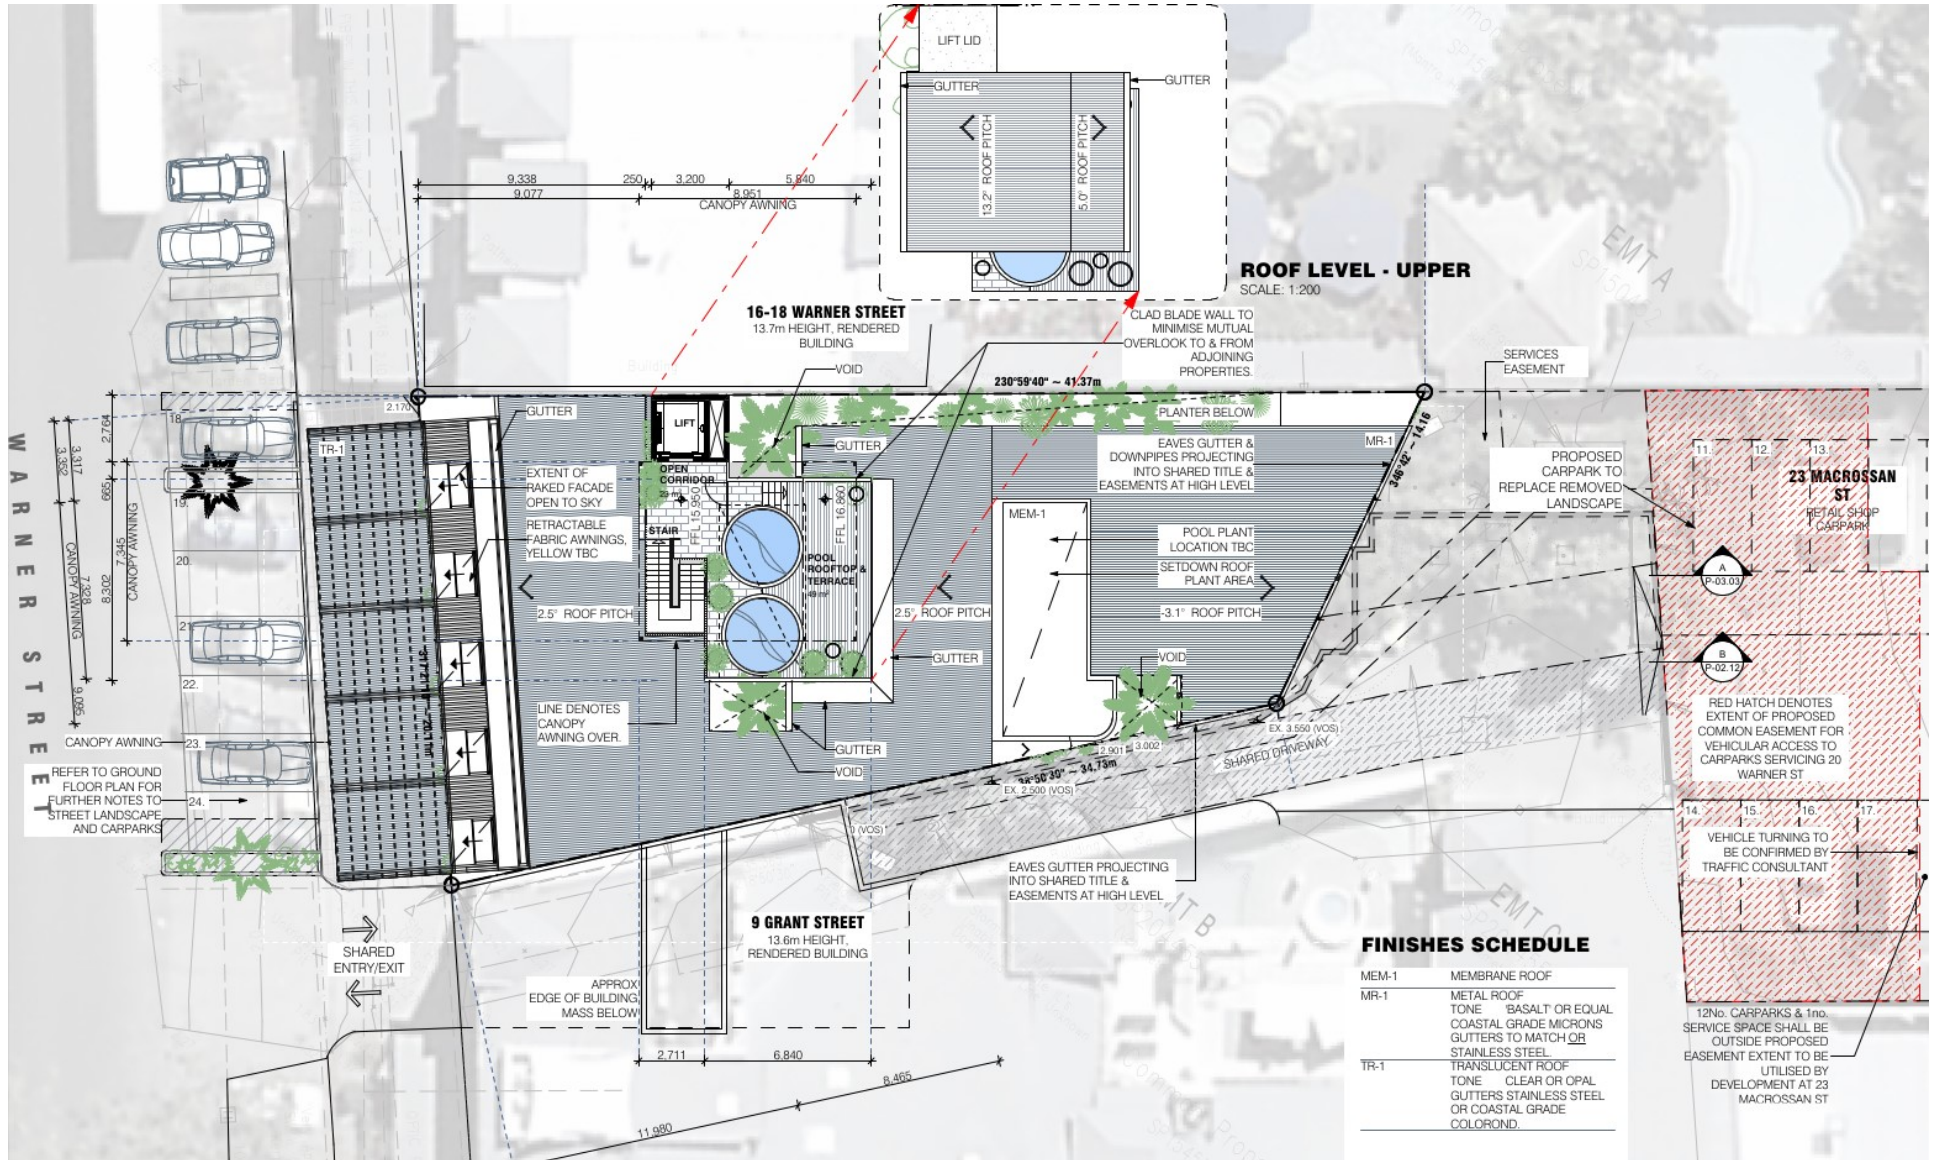 LIFT LID
GUTTER
GUTTER
13.2° ROOF PITCH
5.0° ROOF PITCH
ROOF LEVEL - UPPER
SCALE: 1:200
9,338
250
3,200
5,840
9,077
8,951
CANOPY AWNING
16-18 WARNER STREET
13.7m HEIGHT, RENDERED
BUILDING
VOID
CLAD BLADE WALL TO
MINIMISE MUTUAL
OVERLOOK TO & FROM
ADJOINING
PROPERTIES.
230°59'40" ~ 41.37m
SERVICES
EASEMENT
EMT A
SP150452
2.170
GUTTER
LIFT
GUTTER
PLANTER BELOW
MR-1
346°42' ~ 14.16
EAVES GUTTER &
DOWNPIPES PROJECTING
INTO SHARED TITLE &
EASEMENTS AT HIGH LEVEL
PROPOSED
CARPARK TO
REPLACE REMOVED
LANDSCAPE
11.
12.
13.
23 MACROSSAN
ST
RETAIL SHOP
CARPARK
WARNER STREET
2,764
665
8,302
3,317
3,352
7,345
CANOPY AWNING
7,328
CANOPY AWNING
9,095
18.
19.
20.
21.
22.
23.
24.
TR-1
EXTENT OF
RAKED FACADE
OPEN TO SKY
RETRACTABLE
FABRIC AWNINGS,
YELLOW TBC
OPEN
CORRIDOR
FFL 15.950
STAIR
FFL 16.860
POOL
ROOFTOP &
TERRACE
49 m²
2.5° ROOF PITCH
2.5° ROOF PITCH
MEM-1
POOL PLANT
LOCATION TBC
SETDOWN ROOF
PLANT AREA
-3.1° ROOF PITCH
A
P-03.03
B
P-02.12
GUTTER
VOID
LINE DENOTES
CANOPY
AWNING OVER.
GUTTER
VOID
CANOPY AWNING
REFER TO GROUND
FLOOR PLAN FOR
FURTHER NOTES TO
STREET LANDSCAPE
AND CARPARKS
2.901
3.002
EX. 3.550 (VOS)
SHARED DRIVEWAY
EX. 2.500 (VOS)
RED HATCH DENOTES
EXTENT OF PROPOSED
COMMON EASEMENT FOR
VEHICULAR ACCESS TO
CARPARKS SERVICING 20
WARNER ST
14.
15.
16.
17.
VEHICLE TURNING TO
BE CONFIRMED BY
TRAFFIC CONSULTANT
EAVES GUTTER PROJECTING
INTO SHARED TITLE &
EASEMENTS AT HIGH LEVEL
EMT B
EMT C
9 GRANT STREET
13.6m HEIGHT,
RENDERED BUILDING
SHARED
ENTRY/EXIT
APPROX
EDGE OF BUILDING
MASS BELOW
2,711
6,840
8,465
11,980
FINISHES SCHEDULE
MEM-1 MEMBRANE ROOF
MR-1 METAL ROOF
TONE 'BASALT' OR EQUAL
COASTAL GRADE MICRONS
GUTTERS TO MATCH OR
STAINLESS STEEL.
TR-1 TRANSLUCENT ROOF
TONE CLEAR OR OPAL
GUTTERS STAINLESS STEEL
OR COASTAL GRADE
COLOROND.
12No. CARPARKS & 1no.
SERVICE SPACE SHALL BE
OUTSIDE PROPOSED
EASEMENT EXTENT TO BE
UTILISED BY
DEVELOPMENT AT 23
MACROSSAN ST